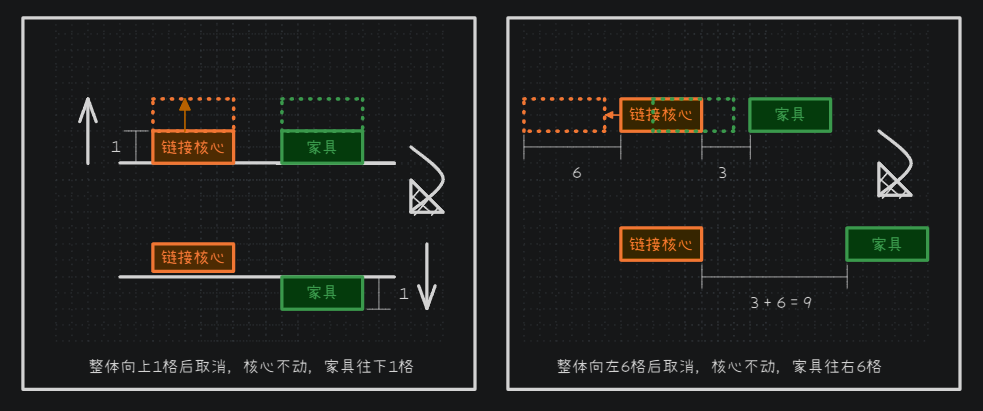 1
链接核心
家具
链接核心
家具
1
整体向上1格后取消, 核心不动, 家具往下1格
链接核心
家具
6
3
链接核心
家具
3+6=9
整体向左6格后取消, 核心不动, 家具往右6格